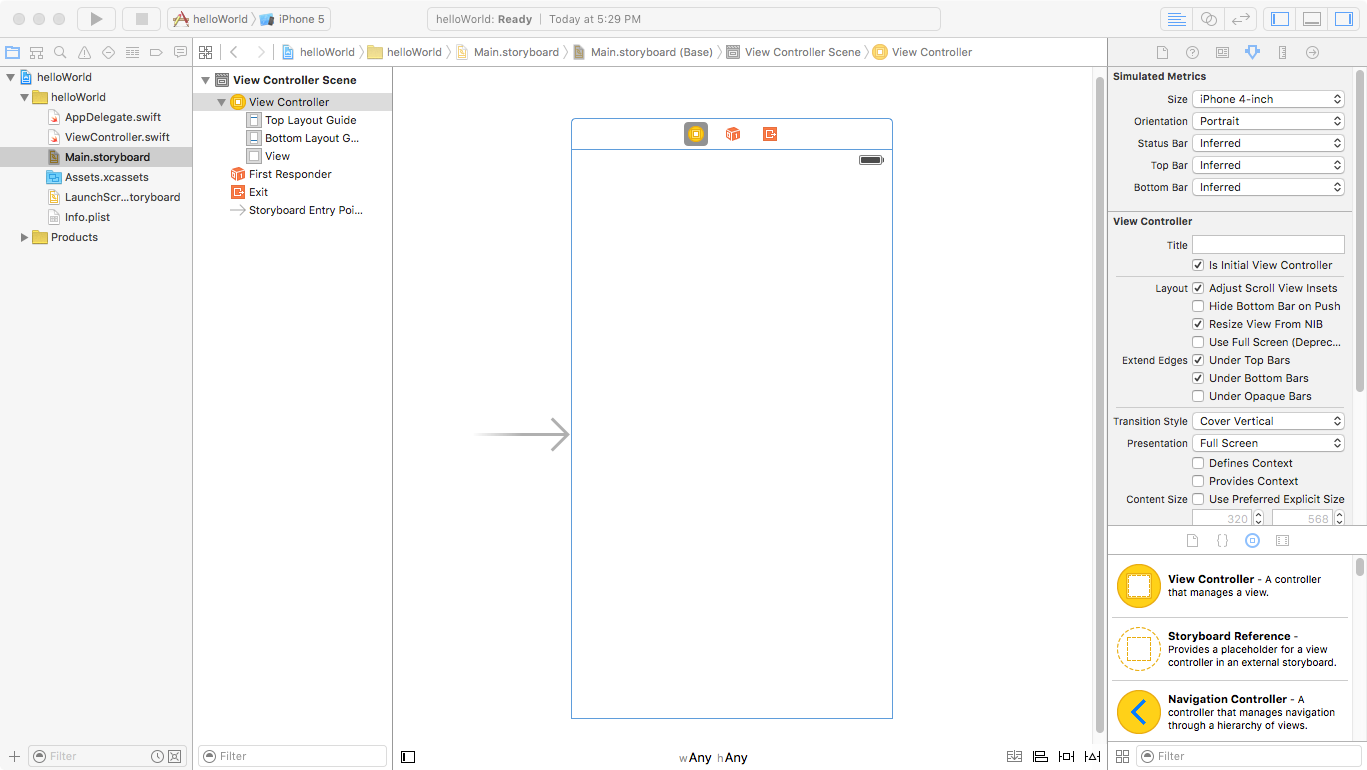 helloWorld iPhone 5
helloWorld: Ready Today at 5:29 PM
helloWorld
helloWorld
AppDelegate.swift
ViewController.swift
Main.storyboard
Assets.xcassets
LaunchScr...toryboard
Info.plist
Products
Filter
helloWorld helloWorld Main.storyboard Main.storyboard (Base) View Controller Scene View Controller
View Controller Scene
View Controller
Top Layout Guide
Bottom Layout G...
View
First Responder
Exit
Storyboard Entry Poi...
Filter
wAny hAny
Simulated Metrics
Size iPhone 4-inch
Orientation Portrait
Status Bar Inferred
Top Bar Inferred
Bottom Bar Inferred
View Controller
Title
Is Initial View Controller
Layout Adjust Scroll View Insets
Hide Bottom Bar on Push
Resize View From NIB
Use Full Screen (Deprec...
Extend Edges Under Top Bars
Under Bottom Bars
Under Opaque Bars
Transition Style Cover Vertical
Presentation Full Screen
Defines Context
Provides Context
Content Size Use Preferred Explicit Size
320 568
View Controller - A controller
that manages a view.
Storyboard Reference -
Provides a placeholder for a view
controller in an external storyboard.
Navigation Controller - A
controller that manages navigation
through a hierarchy of views.
Filter